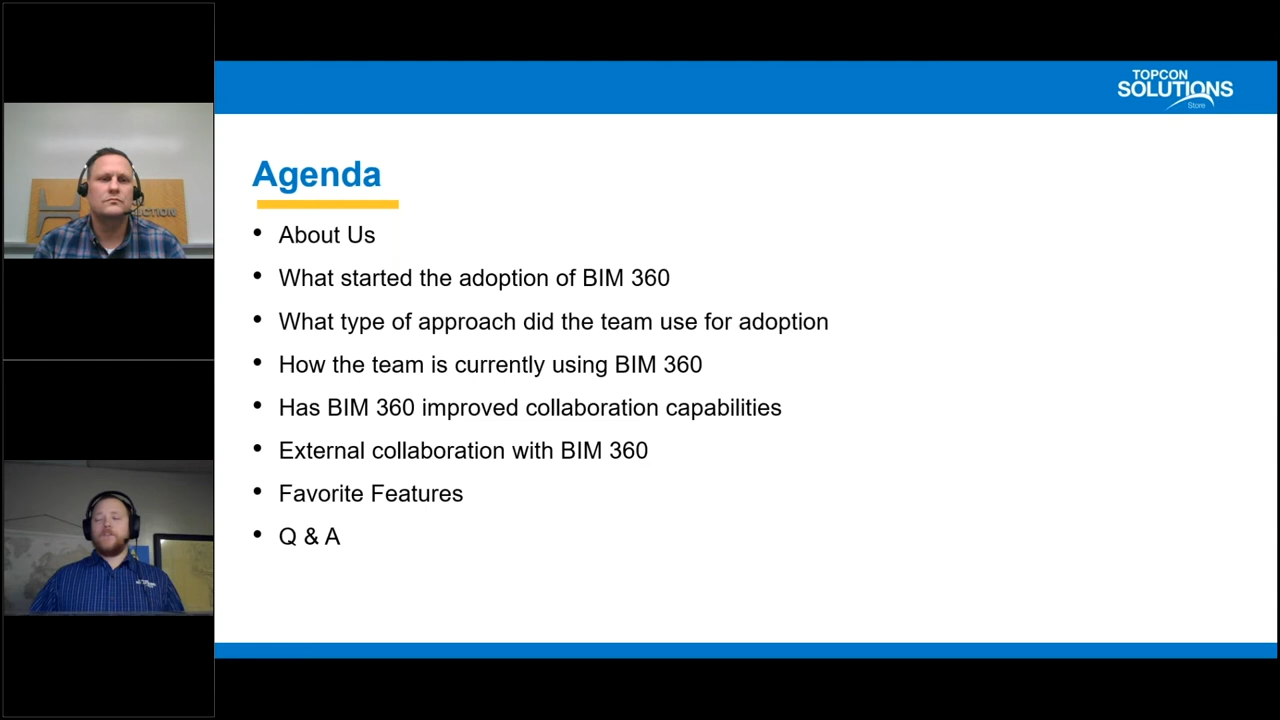 TOPCON
SOLUTIONS
Store
Agenda
• About Us
• What started the adoption of BIM 360
• What type of approach did the team use for adoption
• How the team is currently using BIM 360
• Has BIM 360 improved collaboration capabilities
• External collaboration with BIM 360
• Favorite Features
• Q & A